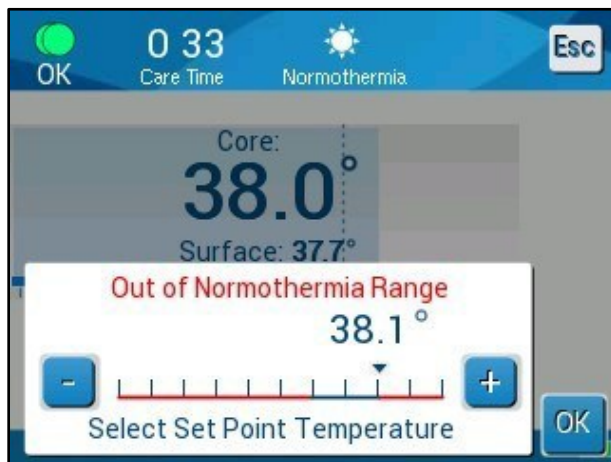 OK
0 33
Care Time
Normothermia
Esc
Core:
38.0°
Surface: 37.7°
Out of Normothermia Range
38.1 °
- +
Select Set Point Temperature
OK